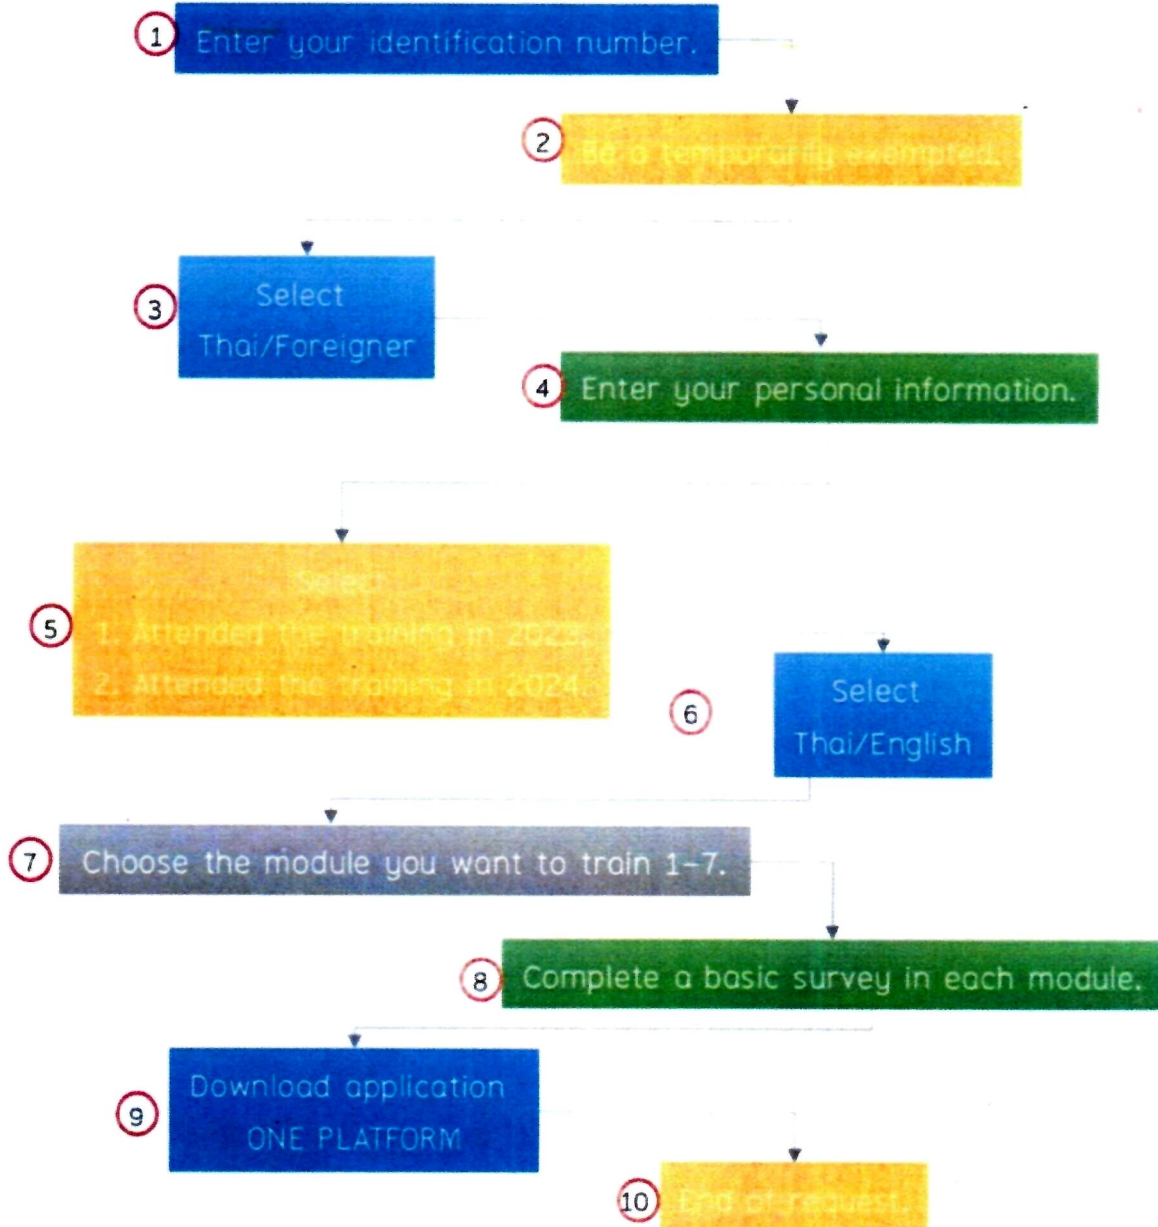 1
Enter your identification number.
2
Be a temporarily exempted.
3
Select
Thai/Foreigner
4
Enter your personal information.
5
Select
1. Attended the training in 2023.
2. Attended the training in 2024.
6
Select
Thai/English
7
Choose the module you want to train 1-7.
8
Complete a basic survey in each module.
9
Download application
ONE PLATFORM
10
End of request.